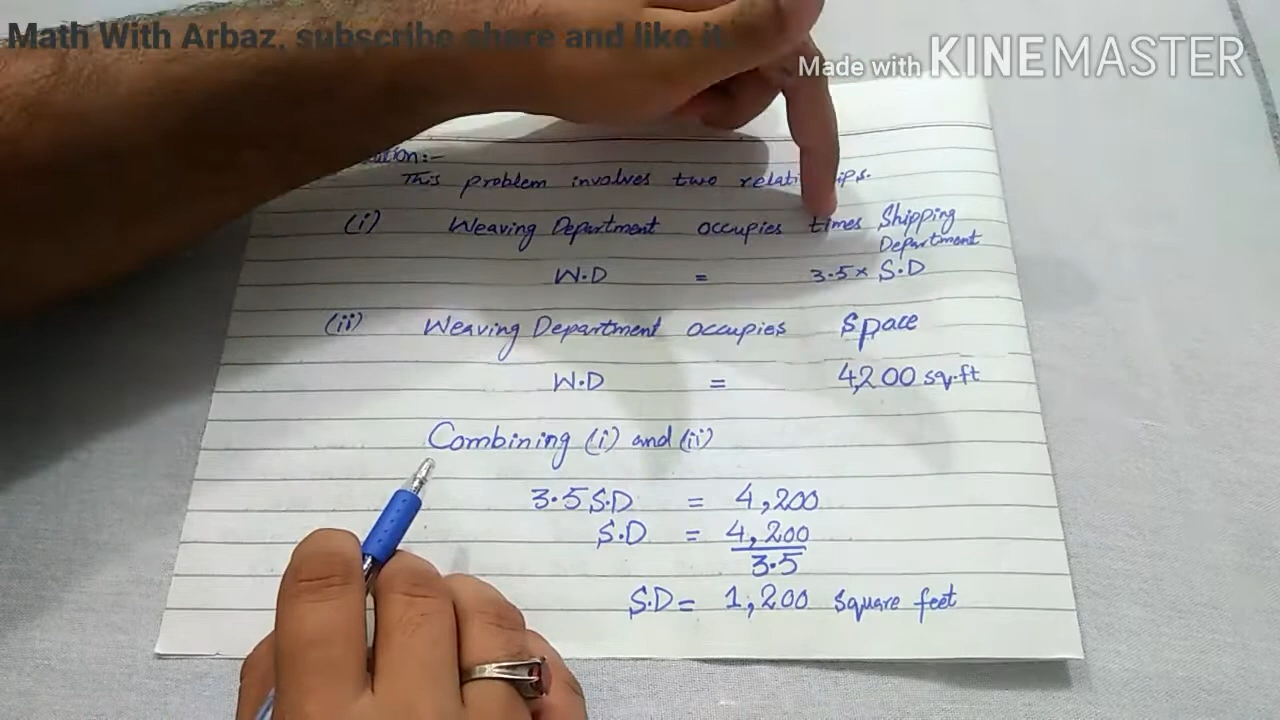 Math With Arbaz, subscribe share and like it.
Made with KINEMASTER
This problem involves two
(i) Weaving Department occupies times Shipping
Department
W.D = 3.5× S.D
(ii) Weaving Department occupies Space
W.D = 4,200 sq.ft
Combining (i) and (ii)
3.5 S.D = 4,200
S.D = 4,200
3.5
S.D = 1,200 square feet